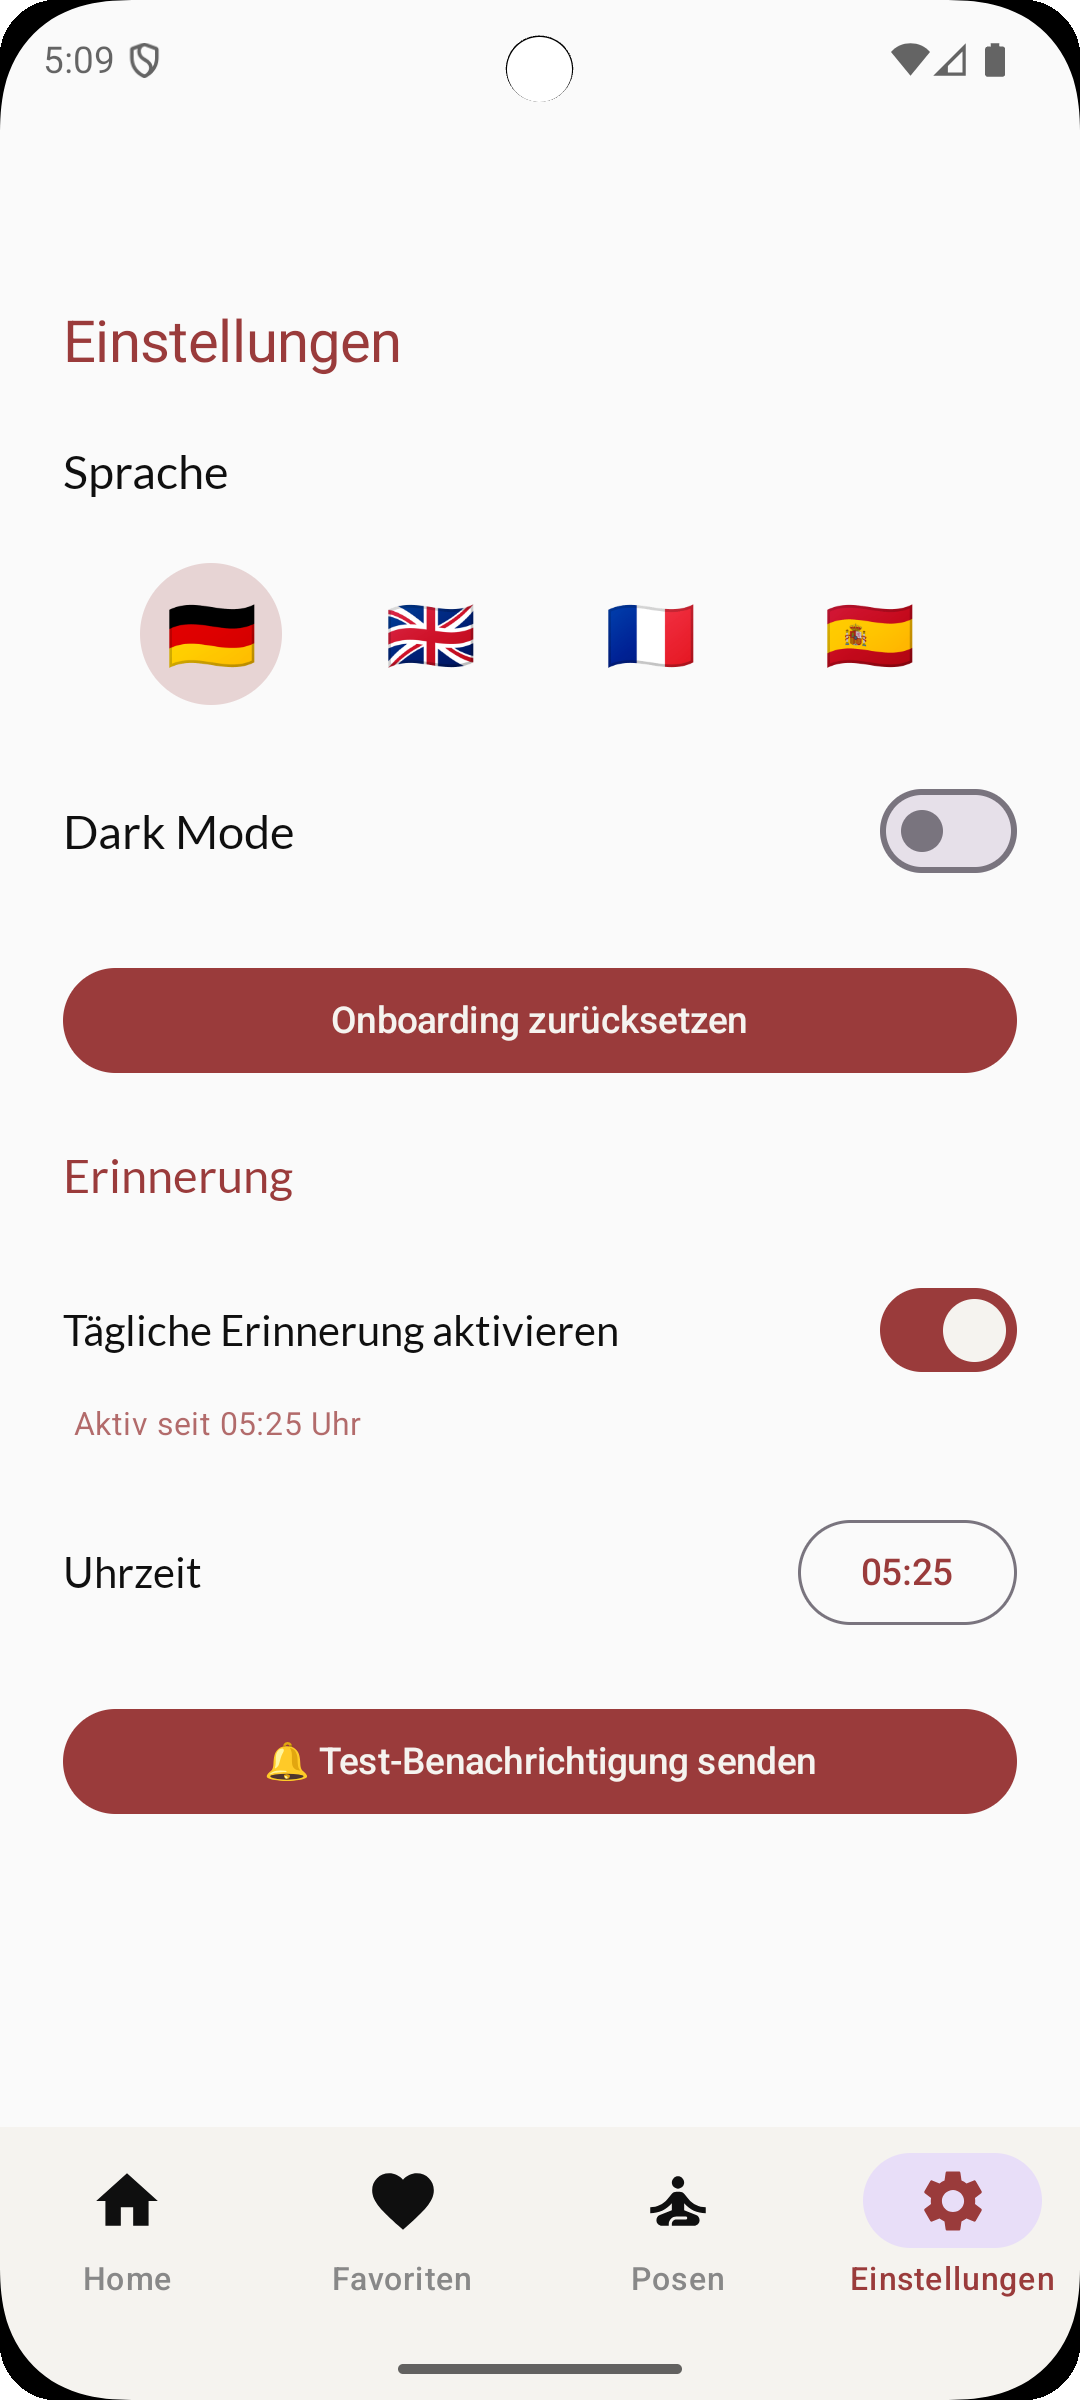 5:09
Einstellungen
Sprache
Dark Mode
Onboarding zurücksetzen
Erinnerung
Tägliche Erinnerung aktivieren
Aktiv seit 05:25 Uhr
Uhrzeit
05:25
🔔 Test-Benachrichtigung senden
Home
Favoriten
Posen
Einstellungen